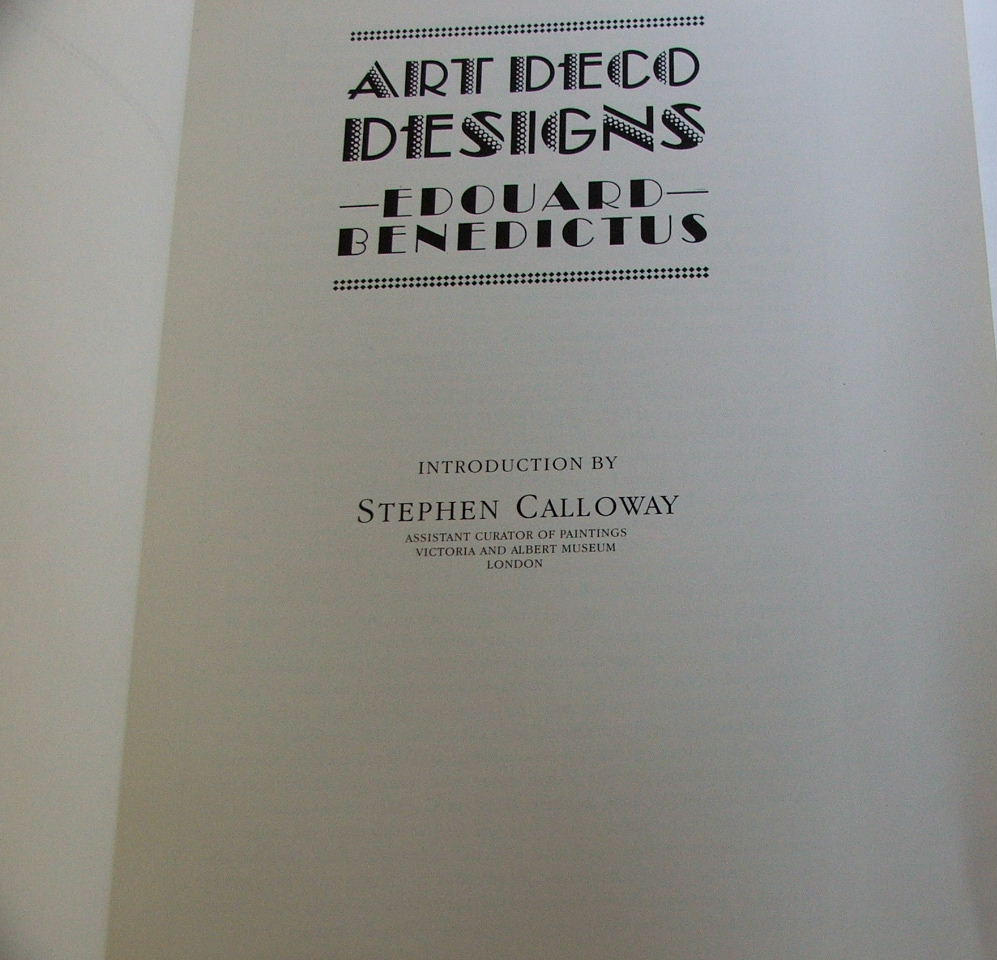 ART DECO
DESIGNS
—EDOUARD—
BENEDICTUS
INTRODUCTION BY
STEPHEN CALLOWAY
ASSISTANT CURATOR OF PAINTINGS
VICTORIA AND ALBERT MUSEUM
LONDON